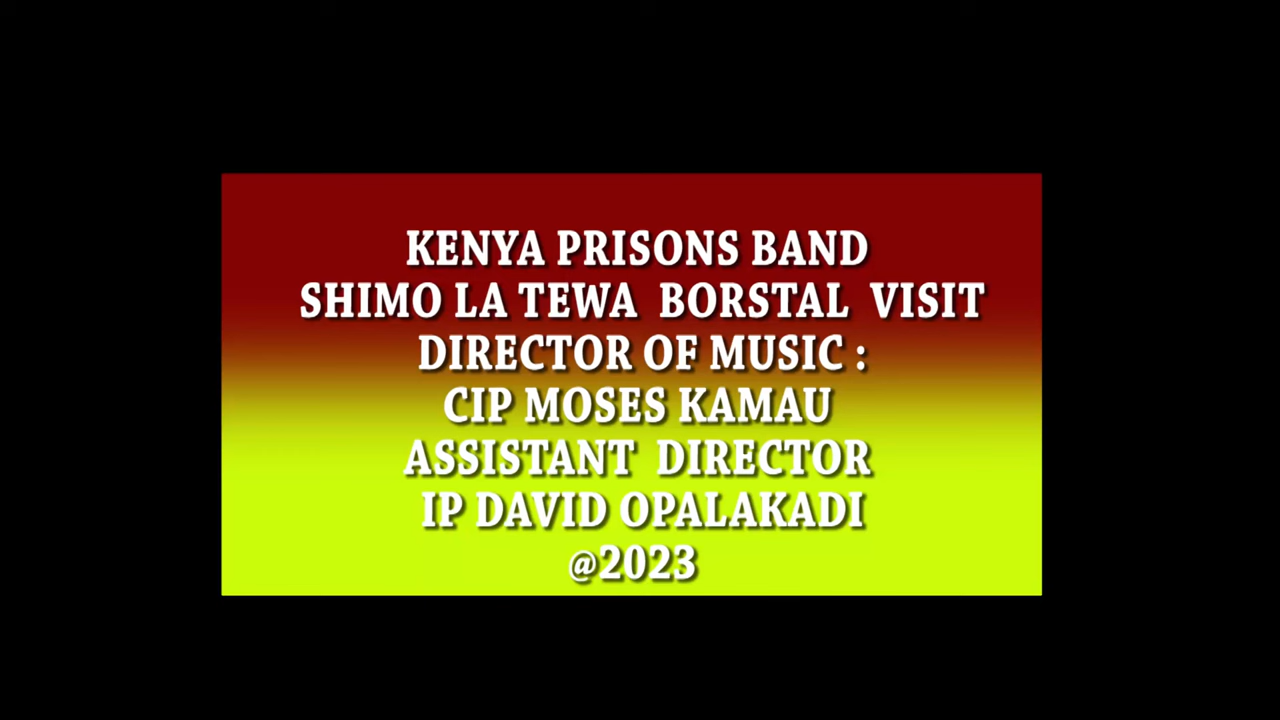 KENYA PRISONS BAND
SHIMO LA TEWA BORSTAL VISIT
DIRECTOR OF MUSIC :
CIP MOSES KAMAU
ASSISTANT DIRECTOR
IP DAVID OPALAKADI
@2023